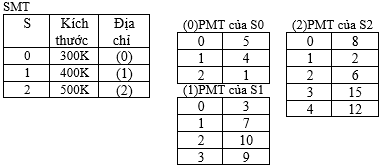 SMT
S Kích thước Địa chỉ
0 300K (0)
1 400K (1)
2 500K (2)
(0)PMT của S0
0 5
1 4
2 1
(1)PMT của S1
0 3
1 7
2 10
3 9
(2)PMT của S2
0 8
1 2
2 6
3 15
4 12